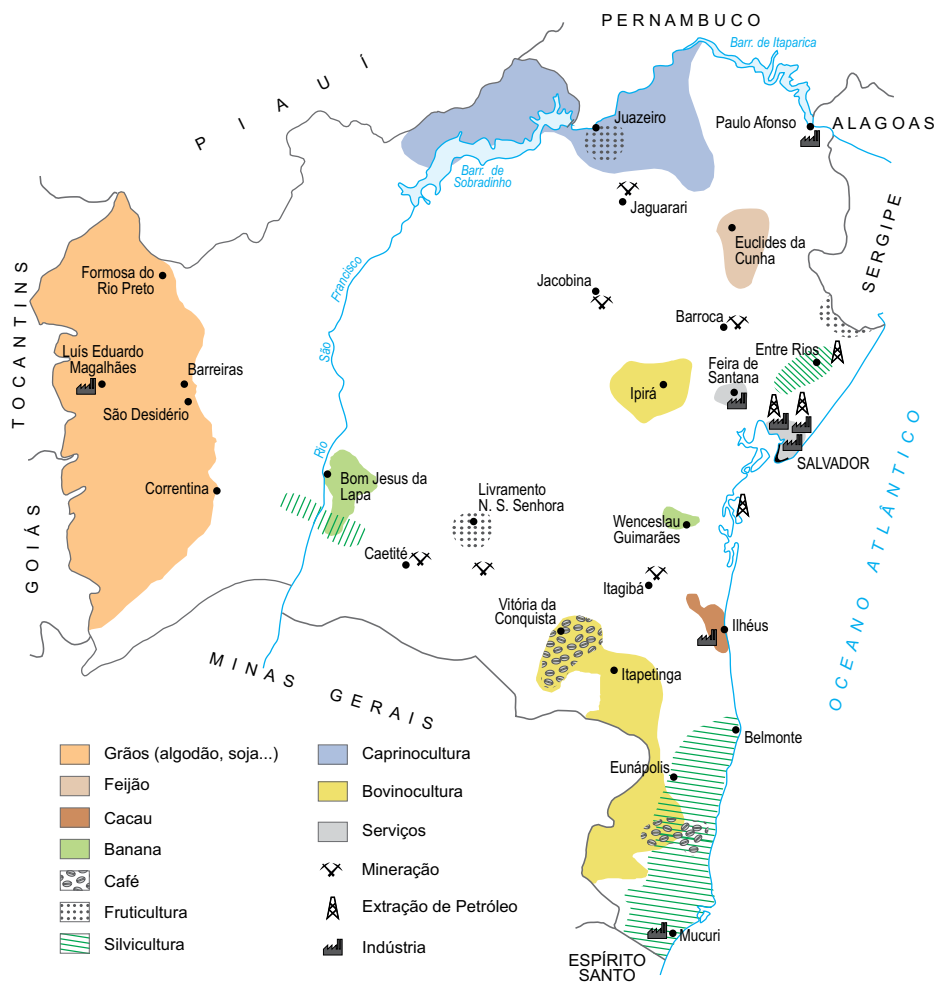 PERNAMBUCO
Barr. de Itaparica
PIAUÍ
Juazeiro
Paulo Afonso
ALAGOAS
Barr. de
Sobradinho
Jaguarari
SERGIPE
Euclides da
Cunha
Formosa do
Rio Preto
Francisco
São
Rio
Jacobina
TOCANTINS
Barroca
Entre Rios
Luís Eduardo
Magalhães
Barreiras
Feira de
Santana
Ipirá
São Desidério
OCEANO ATLÂNTICO
SALVADOR
Bom Jesus da
Lapa
Correntina
Livramento
N. S. Senhora
GOIÁS
Wenceslau
Guimarães
Caetité
Itagibá
Vitória da
Conquista
Ilhéus
MINAS GERAIS
Itapetinga
Belmonte
Eunápolis
Mucuri
ESPÍRITO
SANTO
Grãos (algodão, soja...)
Feijão
Cacau
Banana
Café
Fruticultura
Silvicultura
Caprinocultura
Bovinocultura
Serviços
Mineração
Extração de Petróleo
Indústria